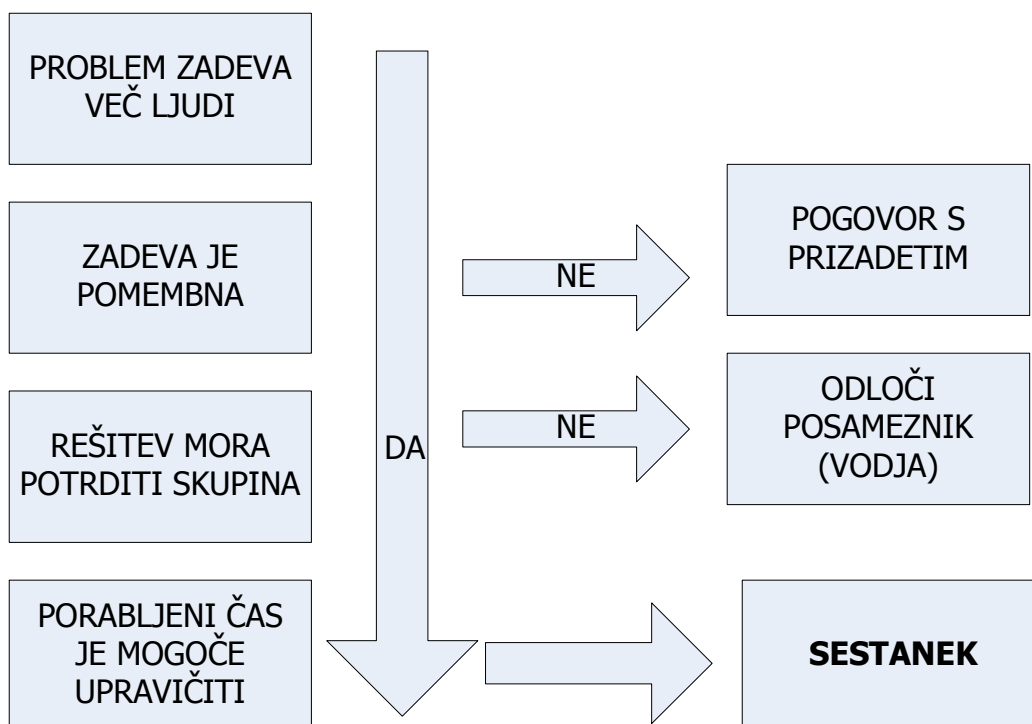 PROBLEM ZADEVA
VEČ LJUDI
ZADEVA JE
POMEMBNA
REŠITEV MORA
POTRDITI SKUPINA
PORABLJENI ČAS
JE MOGOČE
UPRAVIČITI
DA
NE
NE
POGOVOR S
PRIZADETIM
ODLOČI
POSAMEZNIK
(VODJA)
SESTANEK